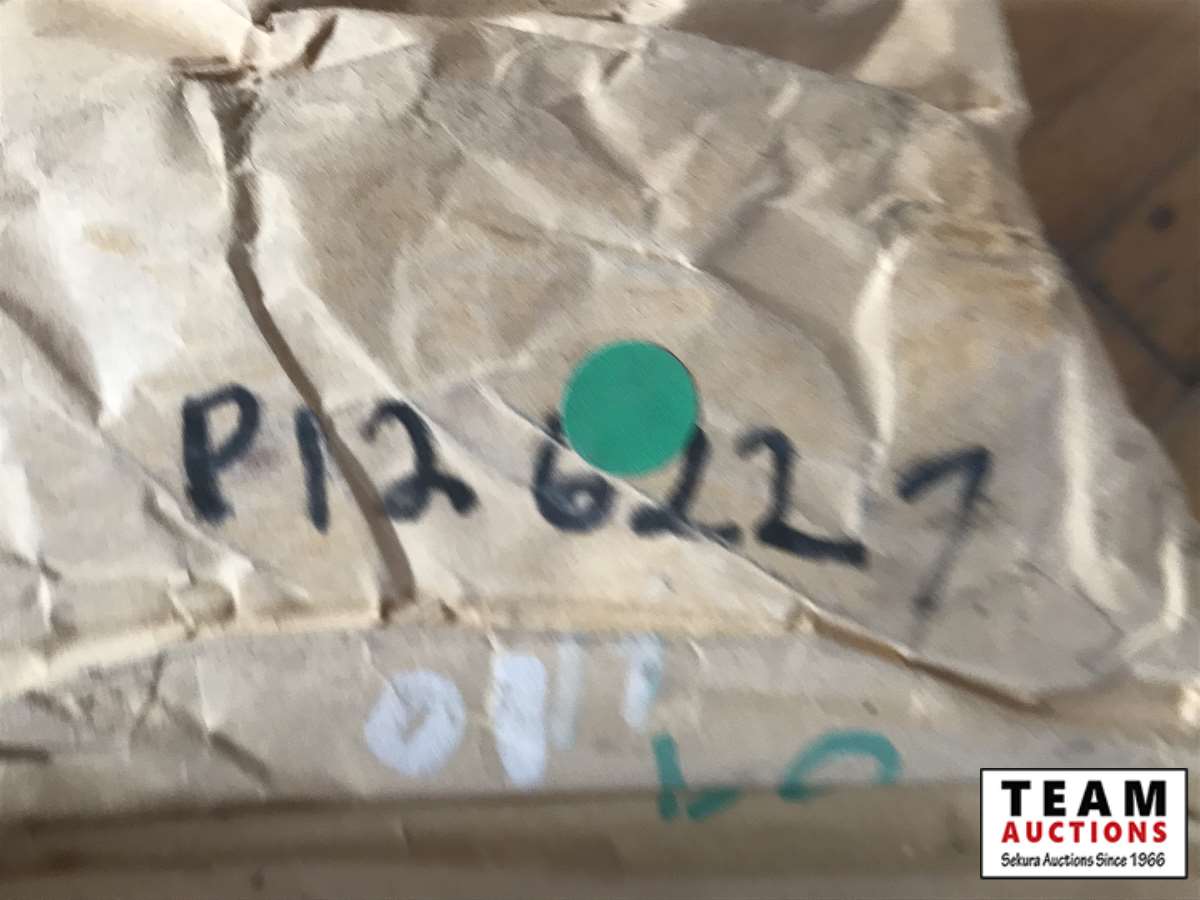 P126227
TEAM
AUCTIONS
Sekura Auctions Since 1966